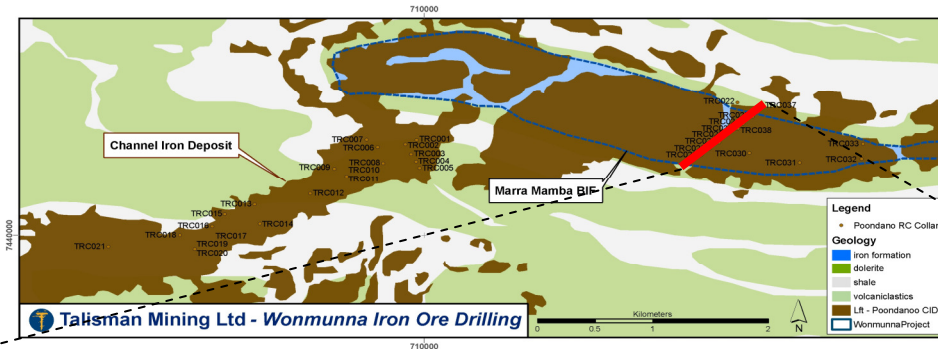 7110000
TRC022
TRC037
TRC038
TRC007
TRC001
TRC006
TRC002
TRC003
TRC033
Channel Iron Deposit
TRC008
TRC004
TRC030
TRC009
TRC010
TRC005
TRC031
TRC032
TRC011
TRC012
Marra Mamba BIF
TRC013
TRC015
TRC014
TRC016
7440000
TRC018
TRC017
TRC021
TRC019
TRC020
Legend
Poondano RC Collar
Geology
iron formation
dolerite
shale
volcaniclastics
Lft - Poondanoo CID
WonmunnaProject
Talisman Mining Ltd - Wonmunna Iron Ore Drilling
Kilometers
0 0.5 1 2
N
710000